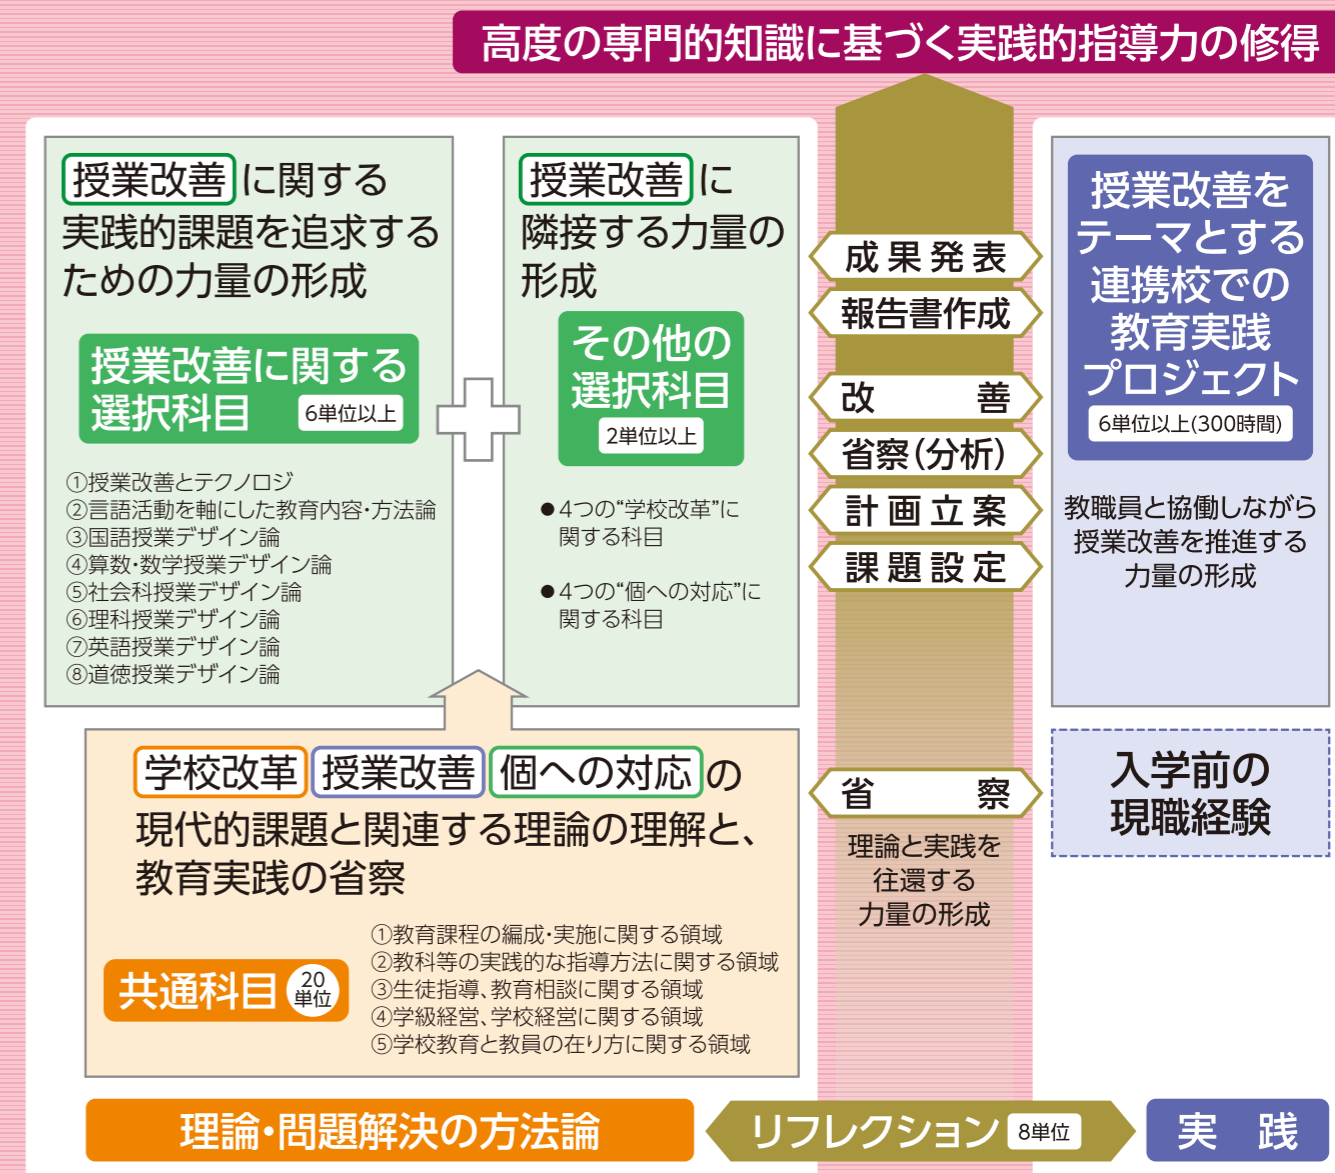 高度の専門的知識に基づく実践的指導力の修得
授業改善に関する
実践的課題を追求する
ための力量の形成
授業改善に関する
選択科目 6単位以上
①授業改善とテクノロジ
②言語活動を軸にした教育内容・方法論
③国語授業デザイン論
④算数・数学授業デザイン論
⑤社会科授業デザイン論
⑥理科授業デザイン論
⑦英語授業デザイン論
⑧道徳授業デザイン論
授業改善に
隣接する力量の
形成
その他の
選択科目
2単位以上
●4つの“学校改革”に
関する科目
●4つの“個への対応”に
関する科目
成果発表
報告書作成
改善
省察(分析)
計画立案
課題設定
授業改善を
テーマとする
連携校での
教育実践
プロジェクト
6単位以上(300時間)
教職員と協働しながら
授業改善を推進する
力量の形成
学校改革 授業改善 個への対応の
現代的課題と関連する理論の理解と、
教育実践の省察
共通科目 20
単位
①教育課程の編成・実施に関する領域
②教科等の実践的な指導方法に関する領域
③生徒指導、教育相談に関する領域
④学級経営、学校経営に関する領域
⑤学校教育と教員の在り方に関する領域
省察
理論と実践を
往還する
力量の形成
入学前の
現職経験
理論・問題解決の方法論
リフレクション 8単位
実践